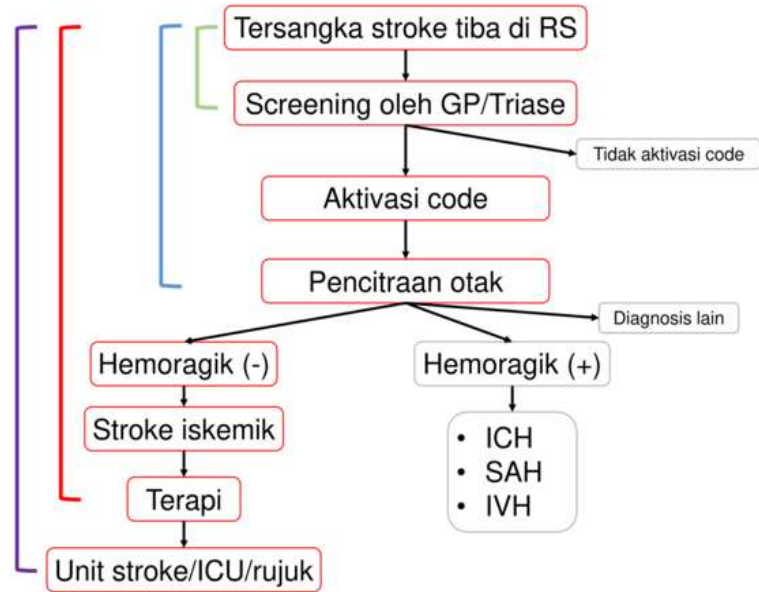 Tersangka stroke tiba di RS
Screening oleh GP/Triase
Tidak aktivasi code
Aktivasi code
Pencitraan otak
Diagnosis lain
Hemoragik (-)
Hemoragik (+)
Stroke iskemik
• ICH
• SAH
• IVH
Terapi
Unit stroke/ICU/rujuk